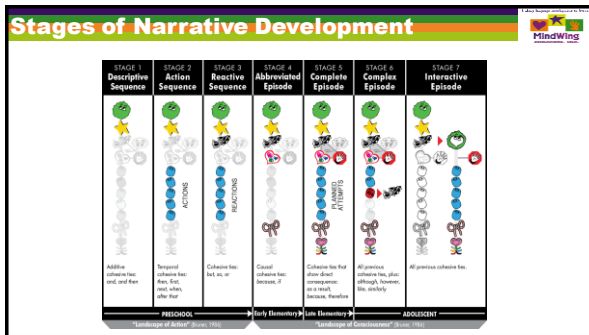 Stages of Narrative Development
MindWing
STAGE 1
Descriptive
Sequence
STAGE 2
Action
Sequence
STAGE 3
Reactive
Sequence
STAGE 4
Abbreviated
Episode
STAGE 5
Complete
Episode
STAGE 6
Complex
Episode
STAGE 7
Interactive
Episode
ACTIONS
REACTIONS
PLANNED
ATTEMPTS
Additive
cohesive ties:
and, and then
Temporal
cohesive ties:
then, first,
next, when,
after that
Cohesive ties:
but, so, or
Causal
cohesive ties:
because, if
Cohesive ties that
show direct
consequence:
as a result,
because, therefore
All previous
cohesive ties, plus:
although, however,
like, similarly
All previous cohesive ties.
PRESCHOOL
Early Elementary
Late Elementary
ADOLESCENT
"Landscape of Action" (Bruner, 1986)
"Landscape of Consciousness" (Bruner, 1986)